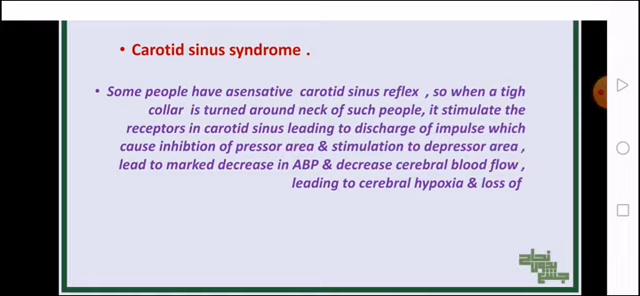 • Carotid sinus syndrome .
• Some people have asensative carotid sinus reflex , so when a tigh
collar is turned around neck of such people, it stimulate the
receptors in carotid sinus leading to discharge of impulse which
cause inhibtion of pressor area & stimulation to depressor area ,
lead to marked decrease in ABP & decrease cerebral blood flow ,
leading to cerebral hypoxia & loss of
نجاح
بدون